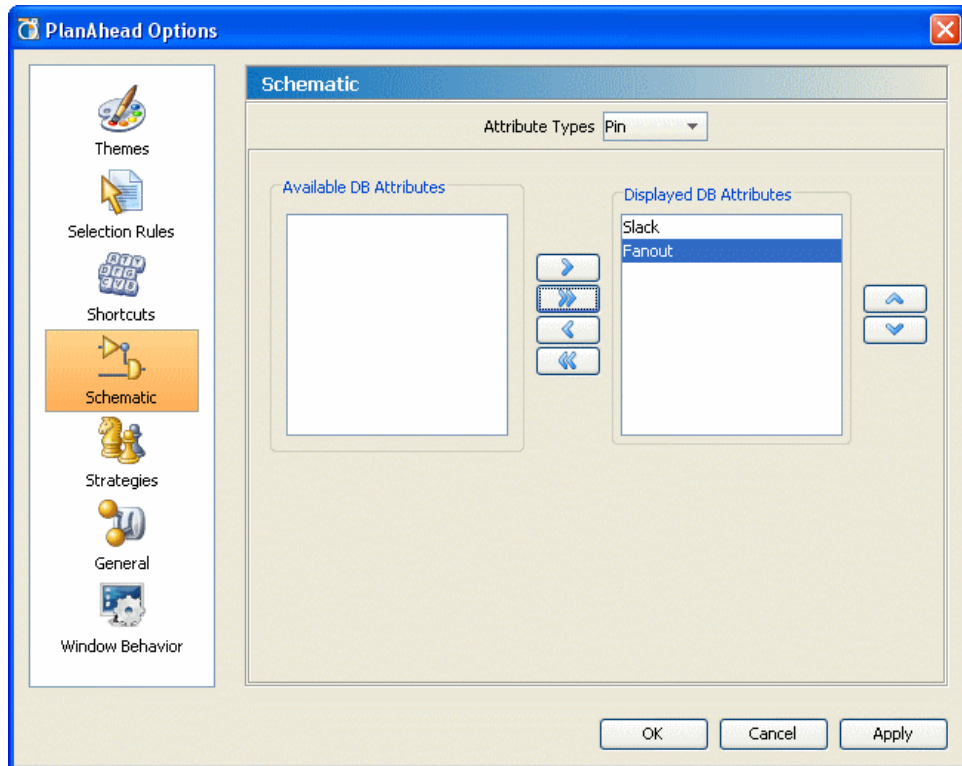 PlanAhead Options
Themes
Selection Rules
Shortcuts
Schematic
Strategies
General
Window Behavior
Schematic
Attribute Types Pin
Available DB Attributes
Displayed DB Attributes
Slack
Fanout
OK
Cancel
Apply